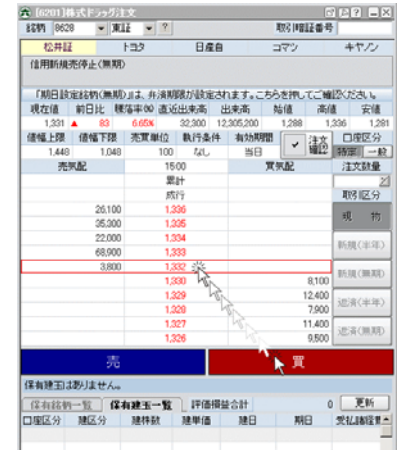 [6201]株式ドラッグ注文
銘柄 8628 東証 ? 取引暗証番号
松井証 トヨタ 日産自 コマツ キヤノン
信用新規売停止(無期)
「期日設定銘柄(無期)」は、弁済期限が設定されます。こちらを押してご確認ください。
現在値 前日比 騰落率(%) 直近出来高 出来高 始値 高値 安値
1,331 ▲ 83 6.65% 32,300 12,305,200 1,288 1,336 1,281
値幅上限 値幅下限 売買単位 執行条件 有効期間 注文確認 口座区分
1,448 1,048 100 なし 当日 特定 一般
売気配 15:00 買気配 注文数量
累計
成行 取引区分
26,100 1,336 現物
35,300 1,335
22,000 1,334 新規(半年)
68,900 1,333
3,800 1,332 新規(無期)
1,330 8,100
1,329 12,400 返済(半年)
1,328 7,900
1,327 11,400 返済(無期)
1,326 9,500
売 買
保有建玉はありません。
保有銘柄一覧 保有建玉一覧 評価損益合計 0 更新
口座区分 建区分 建株数 建単価 建日 期日 受払諸経費